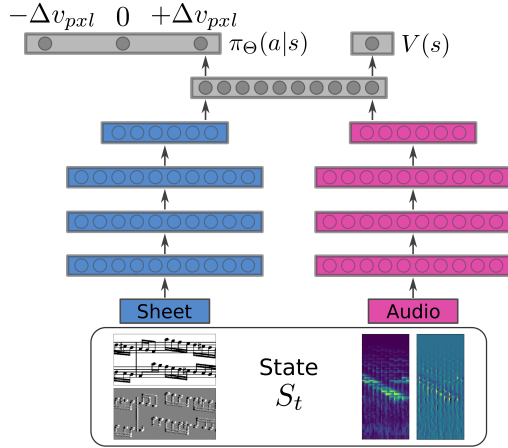 −Δv_pxl 0 +Δv_pxl
π_Θ(a|s) V(s)
Sheet Audio
State
S_t